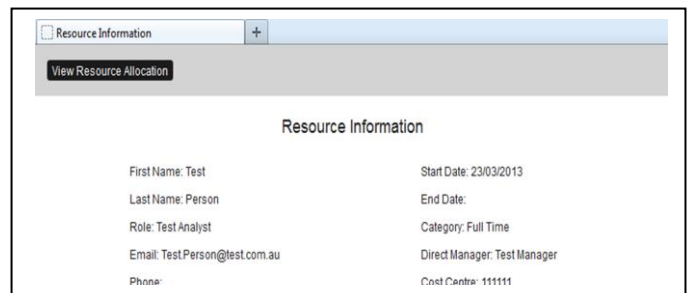 Resource Information +
View Resource Allocation
Resource Information
First Name: Test Start Date: 23/03/2013
Last Name: Person End Date:
Role: Test Analyst Category: Full Time
Email: Test.Person@test.com.au Direct Manager: Test Manager
Phone: Cost Centre: 111111